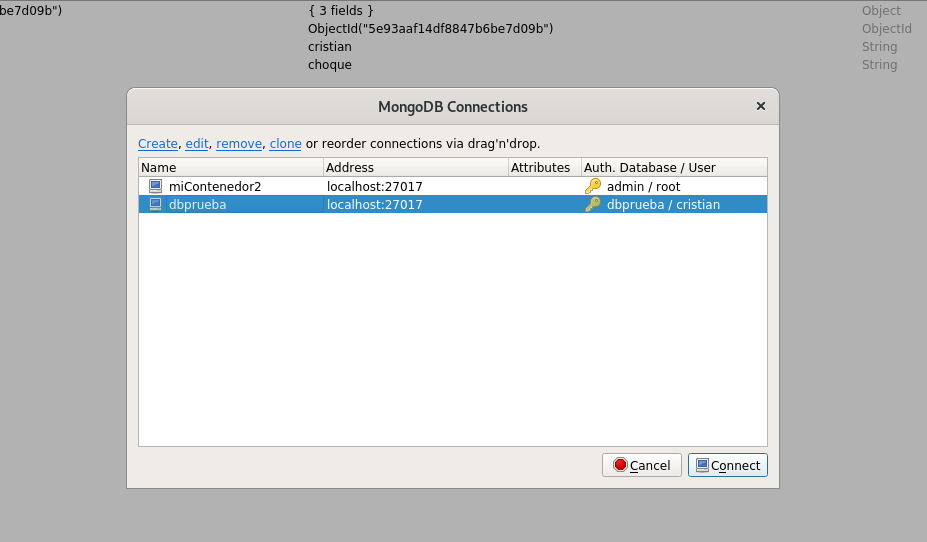 be7d09b") { 3 fields } Object
ObjectId("5e93aaf14df8847b6be7d09b") ObjectId
cristian String
choque String
MongoDB Connections
Create, edit, remove, clone or reorder connections via drag'n'drop.
Name Address Attributes Auth. Database / User
miContenedor2 localhost:27017 admin / root
dbprueba localhost:27017 dbprueba / cristian
Cancel Connect